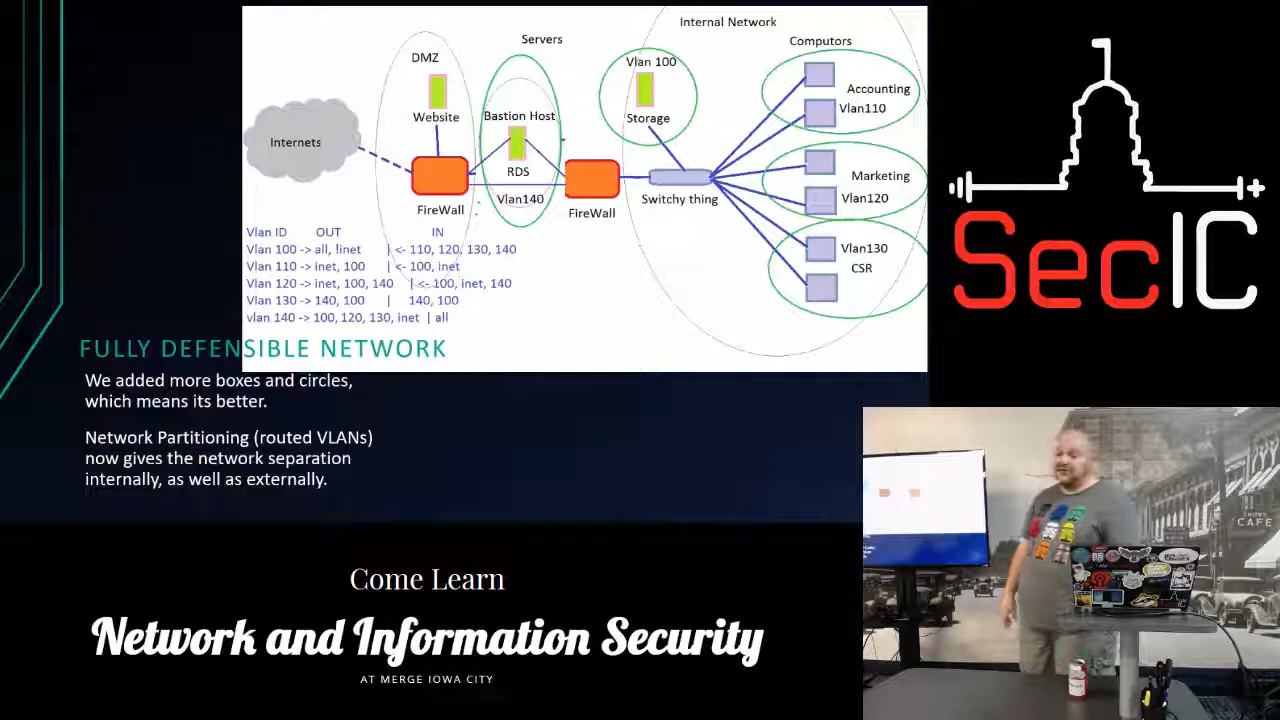 Internal Network
Servers
Computors
DMZ
Vlan 100
Accounting
Vlan110
Website
Bastion Host
Storage
Internets
RDS
Marketing
Vlan120
Vlan140
Switchy thing
FireWall
FireWall
Vlan130
CSR
Vlan ID OUT IN
Vlan 100 -> all, !inet | <- 110, 120, 130, 140
Vlan 110 -> inet, 100 | <- 100, inet
Vlan 120 -> inet, 100, 140 | <- 100, inet, 140
Vlan 130 -> 140, 100 | 140, 100
vlan 140 -> 100, 120, 130, inet | all
FULLY DEFENSIBLE NETWORK
We added more boxes and circles,
which means its better.
Network Partitioning (routed VLANs)
now gives the network separation
internally, as well as externally.
SecIC
CAFE
Come Learn
Network and Information Security
AT MERGE IOWA CITY